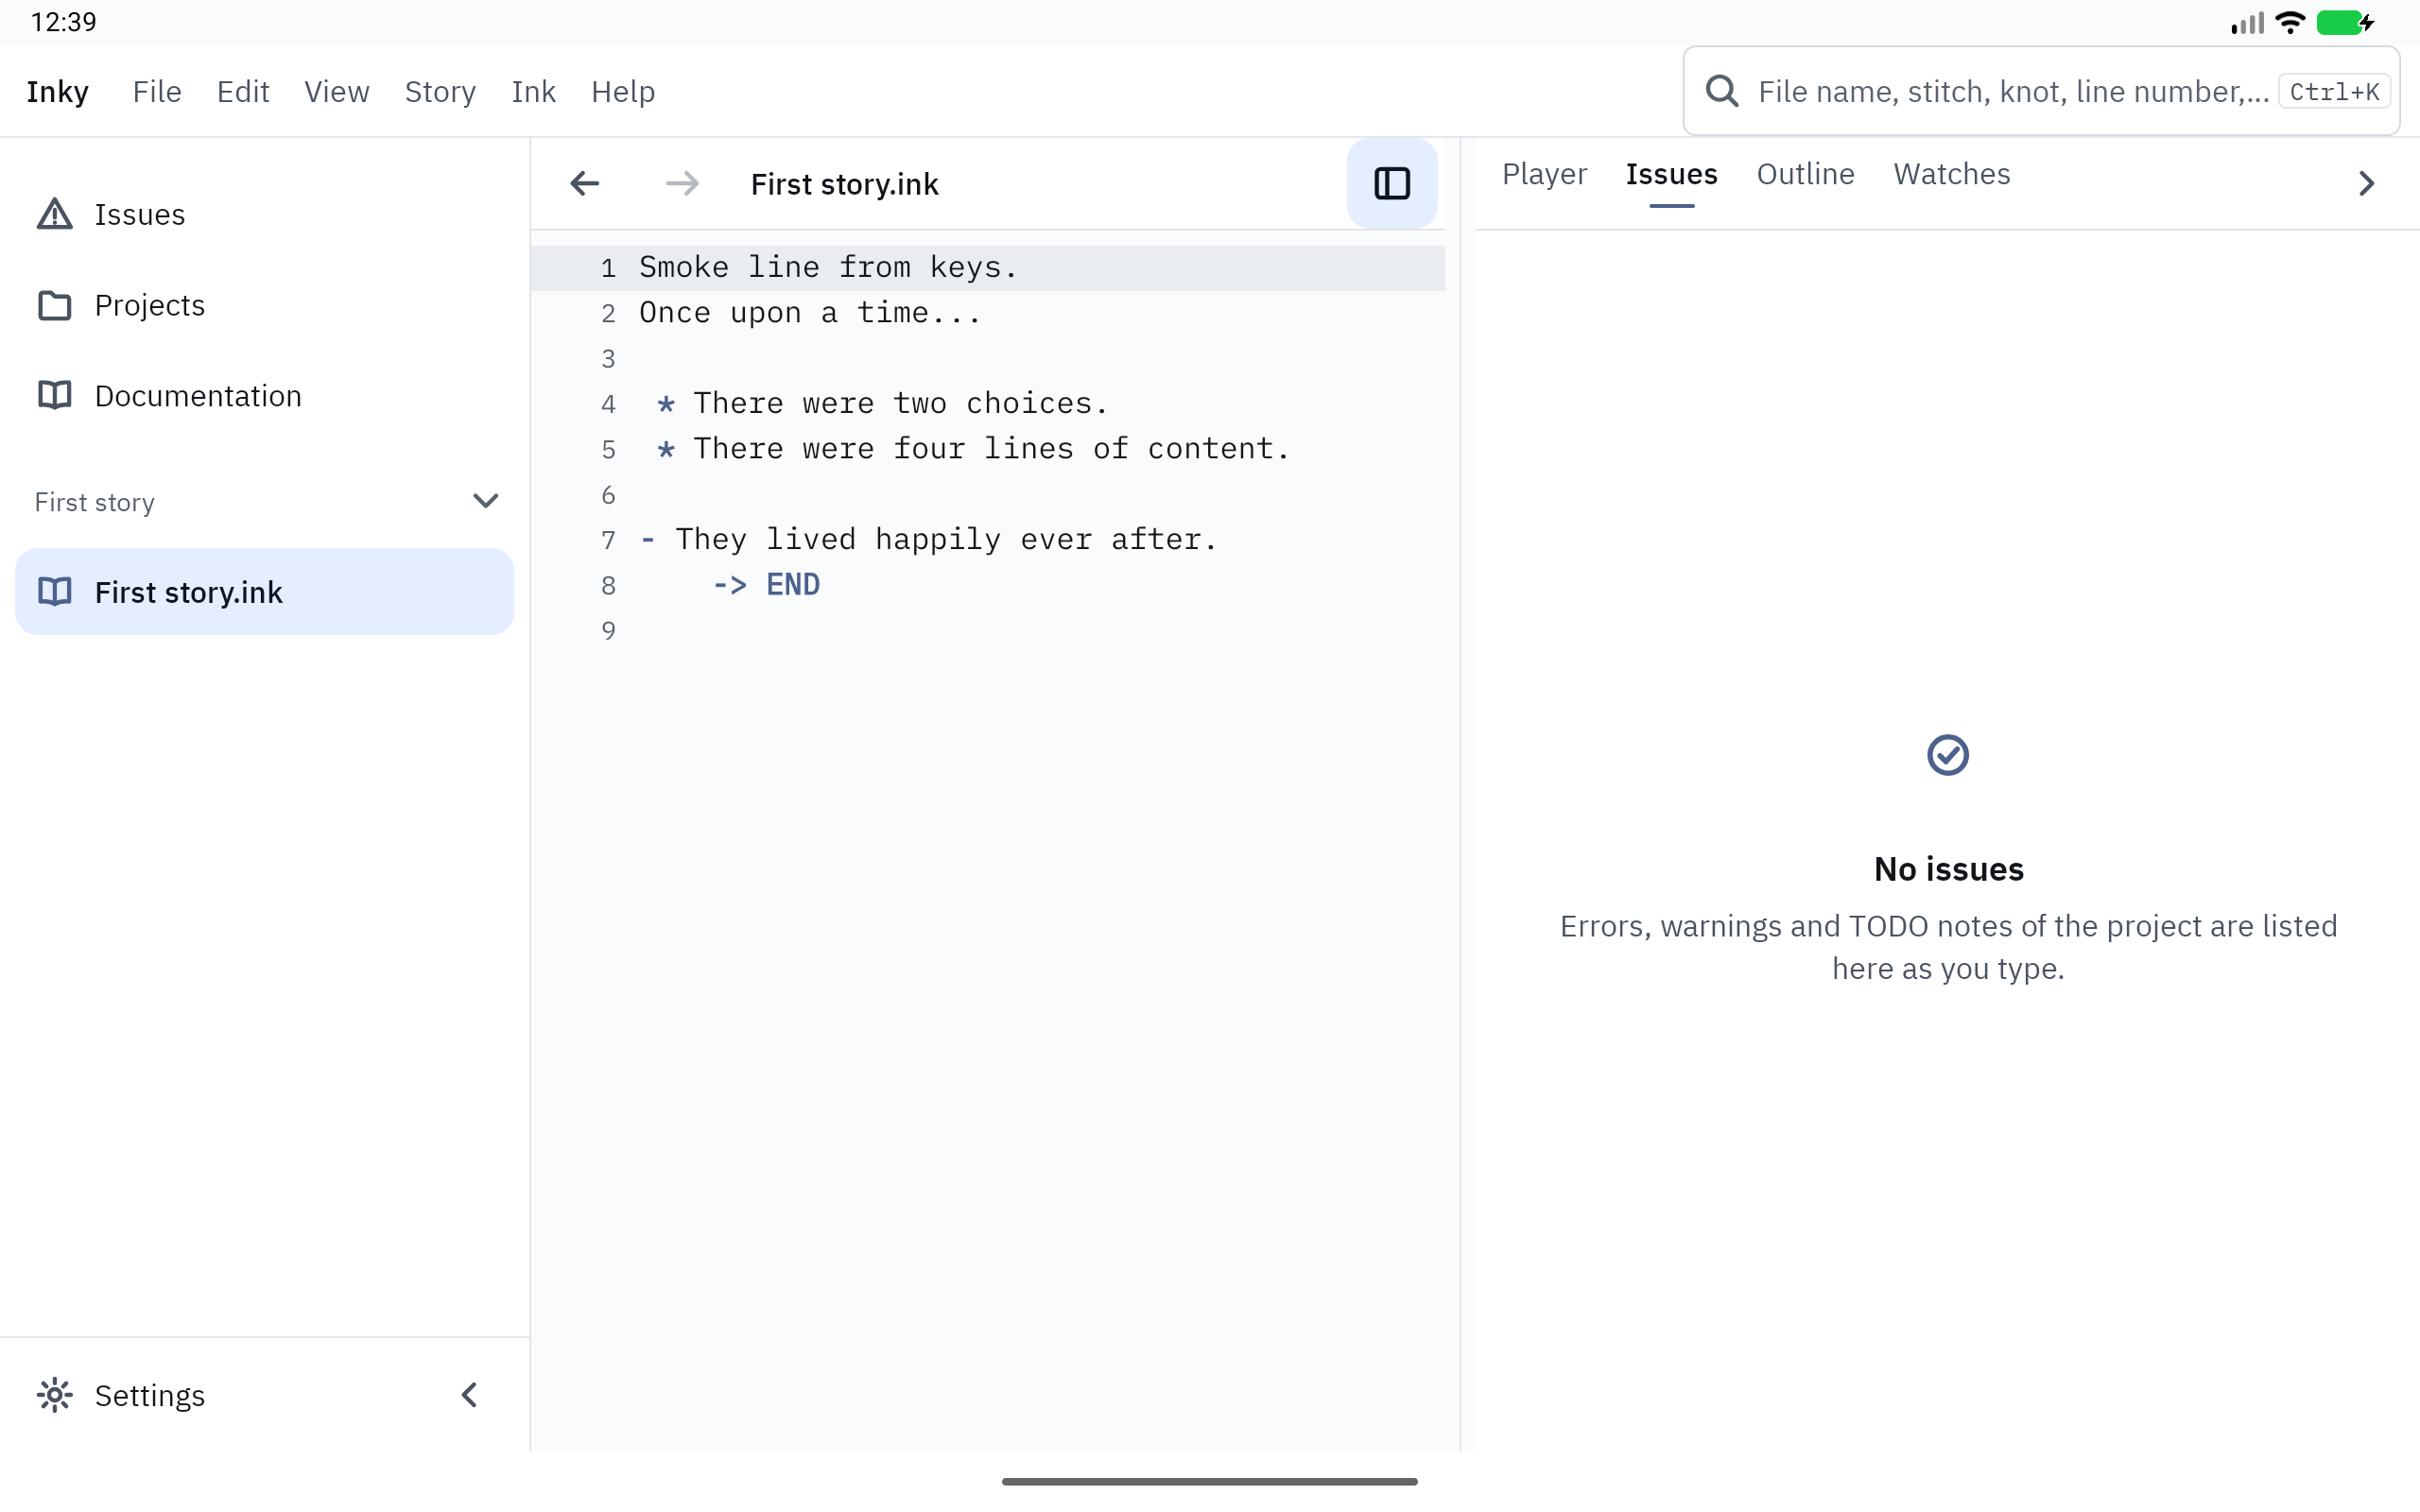 12:39
Inky File Edit View Story Ink Help
File name, stitch, knot, line number,... Ctrl+K
Issues
Projects
Documentation
First story
First story.ink
Settings
First story.ink
1 Smoke line from keys.
2 Once upon a time...
3
4 * There were two choices.
5 * There were four lines of content.
6
7 - They lived happily ever after.
8 -> END
9
Player Issues Outline Watches
No issues
Errors, warnings and TODO notes of the project are listed
here as you type.